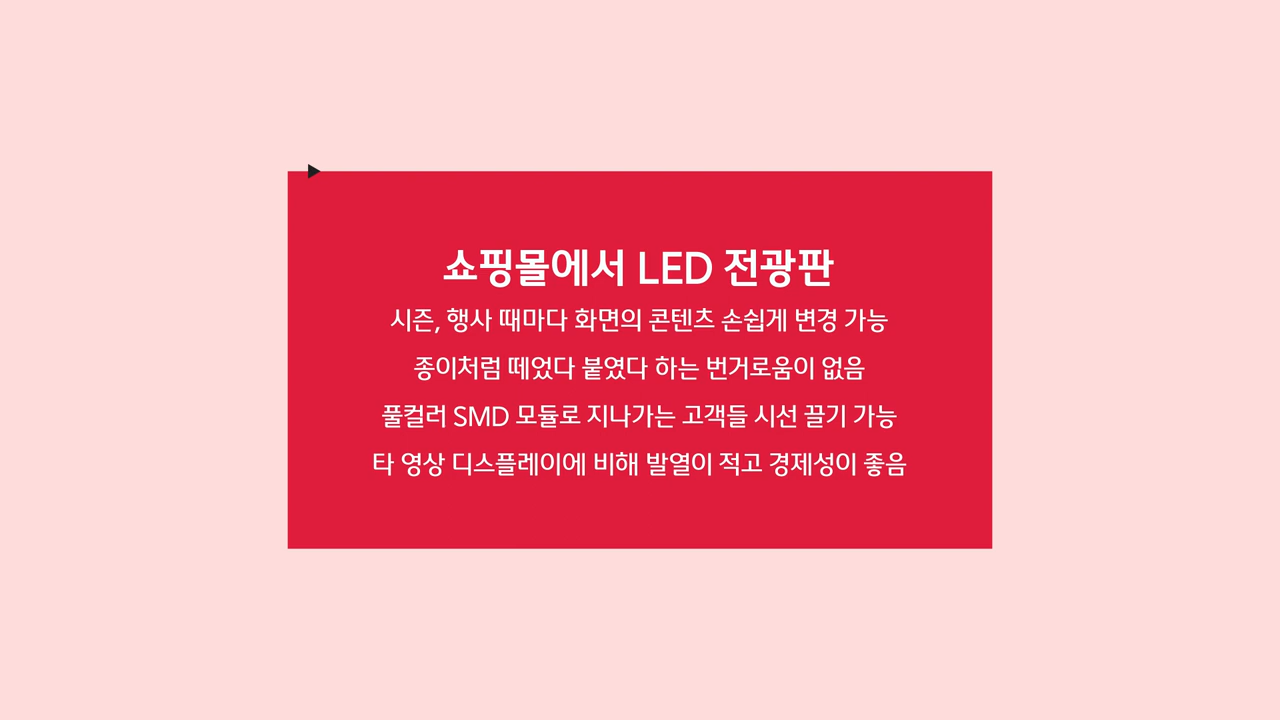 쇼핑몰에서 LED 전광판
시즌, 행사 때마다 화면의 콘텐츠 손쉽게 변경 가능
종이처럼 떼었다 붙였다 하는 번거로움이 없음
풀컬러 SMD 모듈로 지나가는 고객들 시선 끌기 가능
타 영상 디스플레이에 비해 발열이 적고 경제성이 좋음